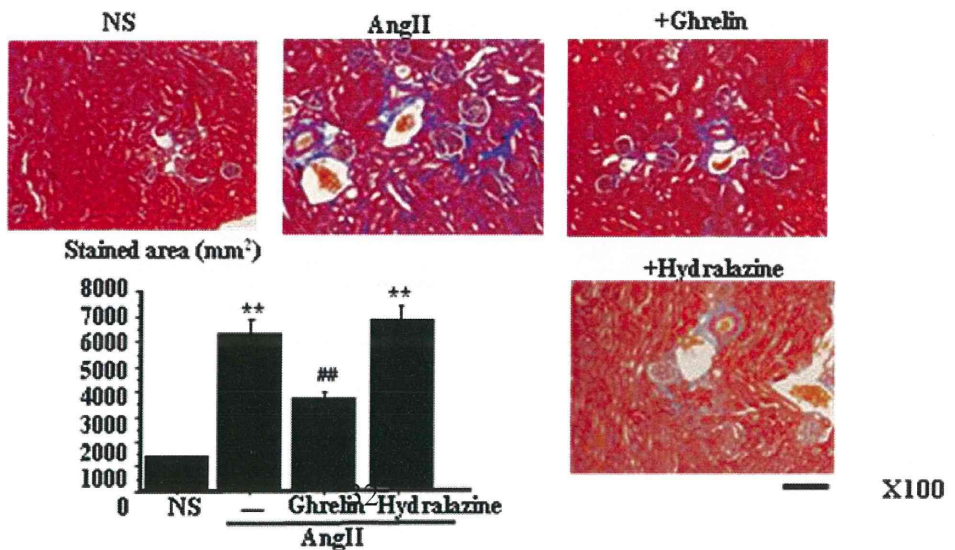 NS
AngII
+Ghrelin
Stained area (mm²)
+Hydralazine
8000
7000
6000
5000
4000
3000
2000
1000
0
**
##
**
NS
—
Ghrelin
Hydralazine
AngII
X100